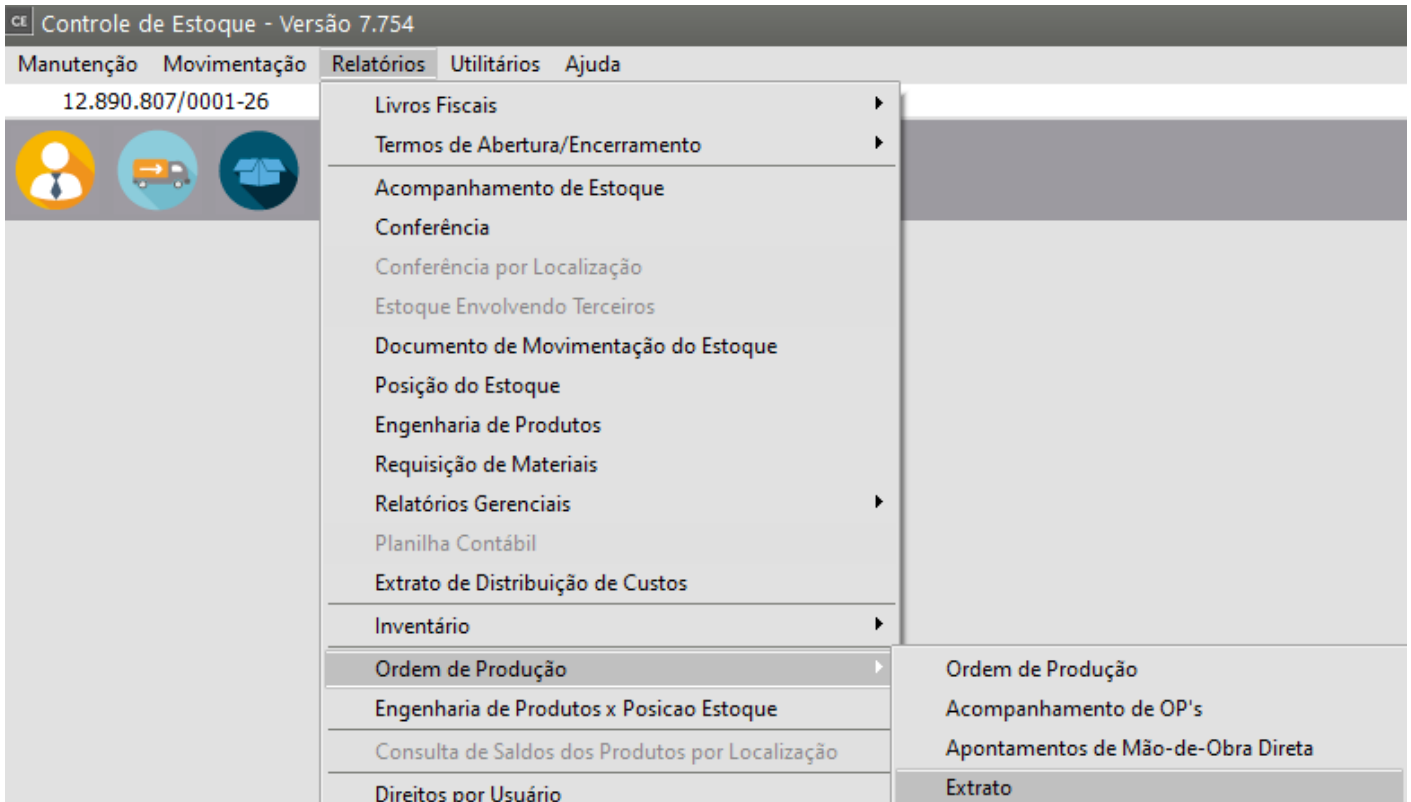 CE Controle de Estoque - Versão 7.754
Manutenção Movimentação Relatórios Utilitários Ajuda
12.890.807/0001-26
Livros Fiscais
Termos de Abertura/Encerramento
Acompanhamento de Estoque
Conferência
Conferência por Localização
Estoque Envolvendo Terceiros
Documento de Movimentação do Estoque
Posição do Estoque
Engenharia de Produtos
Requisição de Materiais
Relatórios Gerenciais
Planilha Contábil
Extrato de Distribuição de Custos
Inventário
Ordem de Produção
Engenharia de Produtos x Posicao Estoque
Consulta de Saldos dos Produtos por Localização
Direitos por Usuário
Ordem de Produção
Acompanhamento de OP's
Apontamentos de Mão-de-Obra Direta
Extrato